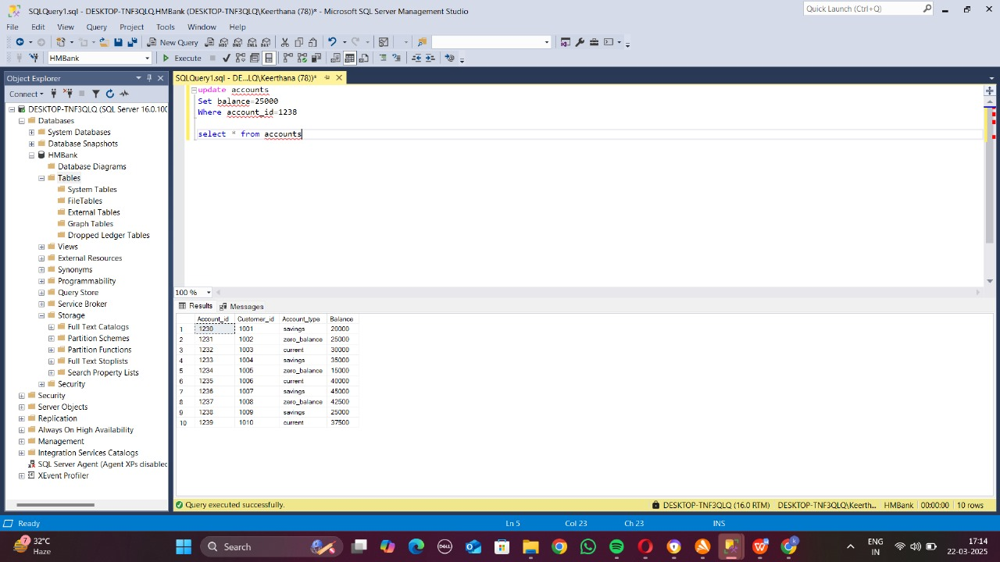 SQLQuery1.sql - DESKTOP-TNF3QLQ.HMBank (DESKTOP-TNF3QLQ\Keerthana (78))* - Microsoft SQL Server Management Studio
Quick Launch (Ctrl+Q)
File Edit View Query Project Tools Window Help
New Query
HMBank Execute
Object Explorer
SQLQuery1.sql - DE...LQ\Keerthana (78))*
Connect
DESKTOP-TNF3QLQ (SQL Server 16.0.100
Databases
System Databases
Database Snapshots
HMBank
Database Diagrams
Tables
System Tables
FileTables
External Tables
Graph Tables
Dropped Ledger Tables
Views
External Resources
Synonyms
Programmability
Query Store
Service Broker
Storage
Full Text Catalogs
Partition Schemes
Partition Functions
Full Text Stoplists
Search Property Lists
Security
Security
Server Objects
Replication
Always On High Availability
Management
Integration Services Catalogs
SQL Server Agent (Agent XPs disabled
XEvent Profiler
update accounts
Set balance=25000
Where account_id=1238
select * from accounts
100 %
Results Messages
Account_id Customer_id Account_type Balance
1 1230 1001 savings 20000
2 1231 1002 zero_balance 25000
3 1232 1003 current 30000
4 1233 1004 savings 35000
5 1234 1005 zero_balance 15000
6 1235 1006 current 40000
7 1236 1007 savings 45000
8 1237 1008 zero_balance 42500
9 1238 1009 savings 25000
10 1239 1010 current 37500
Query executed successfully. DESKTOP-TNF3QLQ (16.0 RTM) DESKTOP-TNF3QLQ\Keerth... HMBank 00:00:00 10 rows
Ready Ln 5 Col 23 Ch 23 INS
7 32°C
Haze
Search
DELL
ENG
IN
17:14
22-03-2025